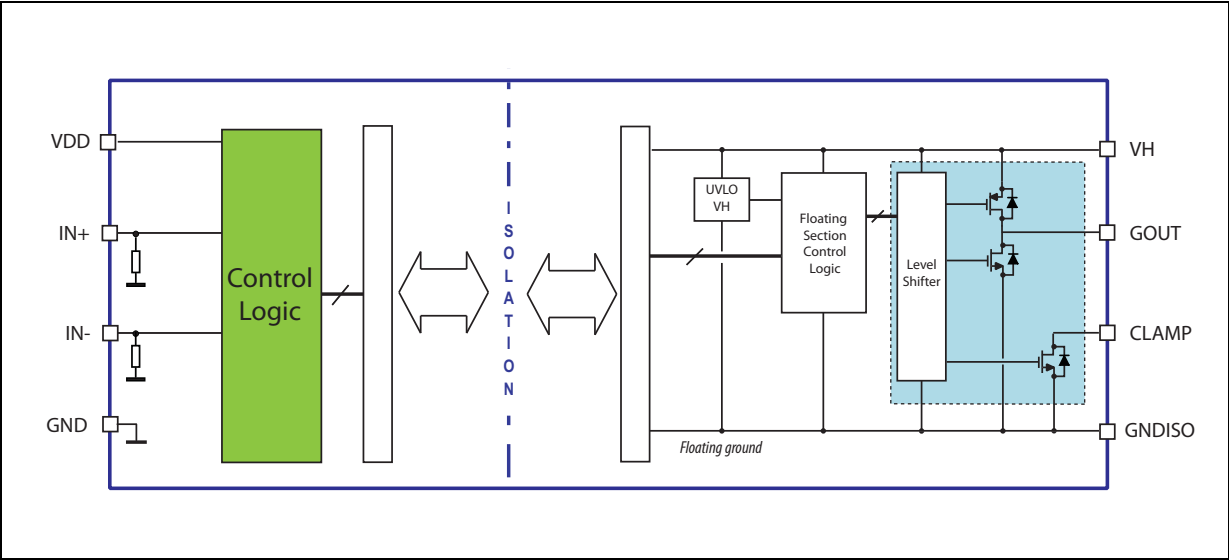 VDD
IN+
IN-
GND
Control
Logic
ISOLATION
UVLO
VH
Floating
Section
Control
Logic
Level
Shifter
Floating ground
VH
GOUT
CLAMP
GNDISO